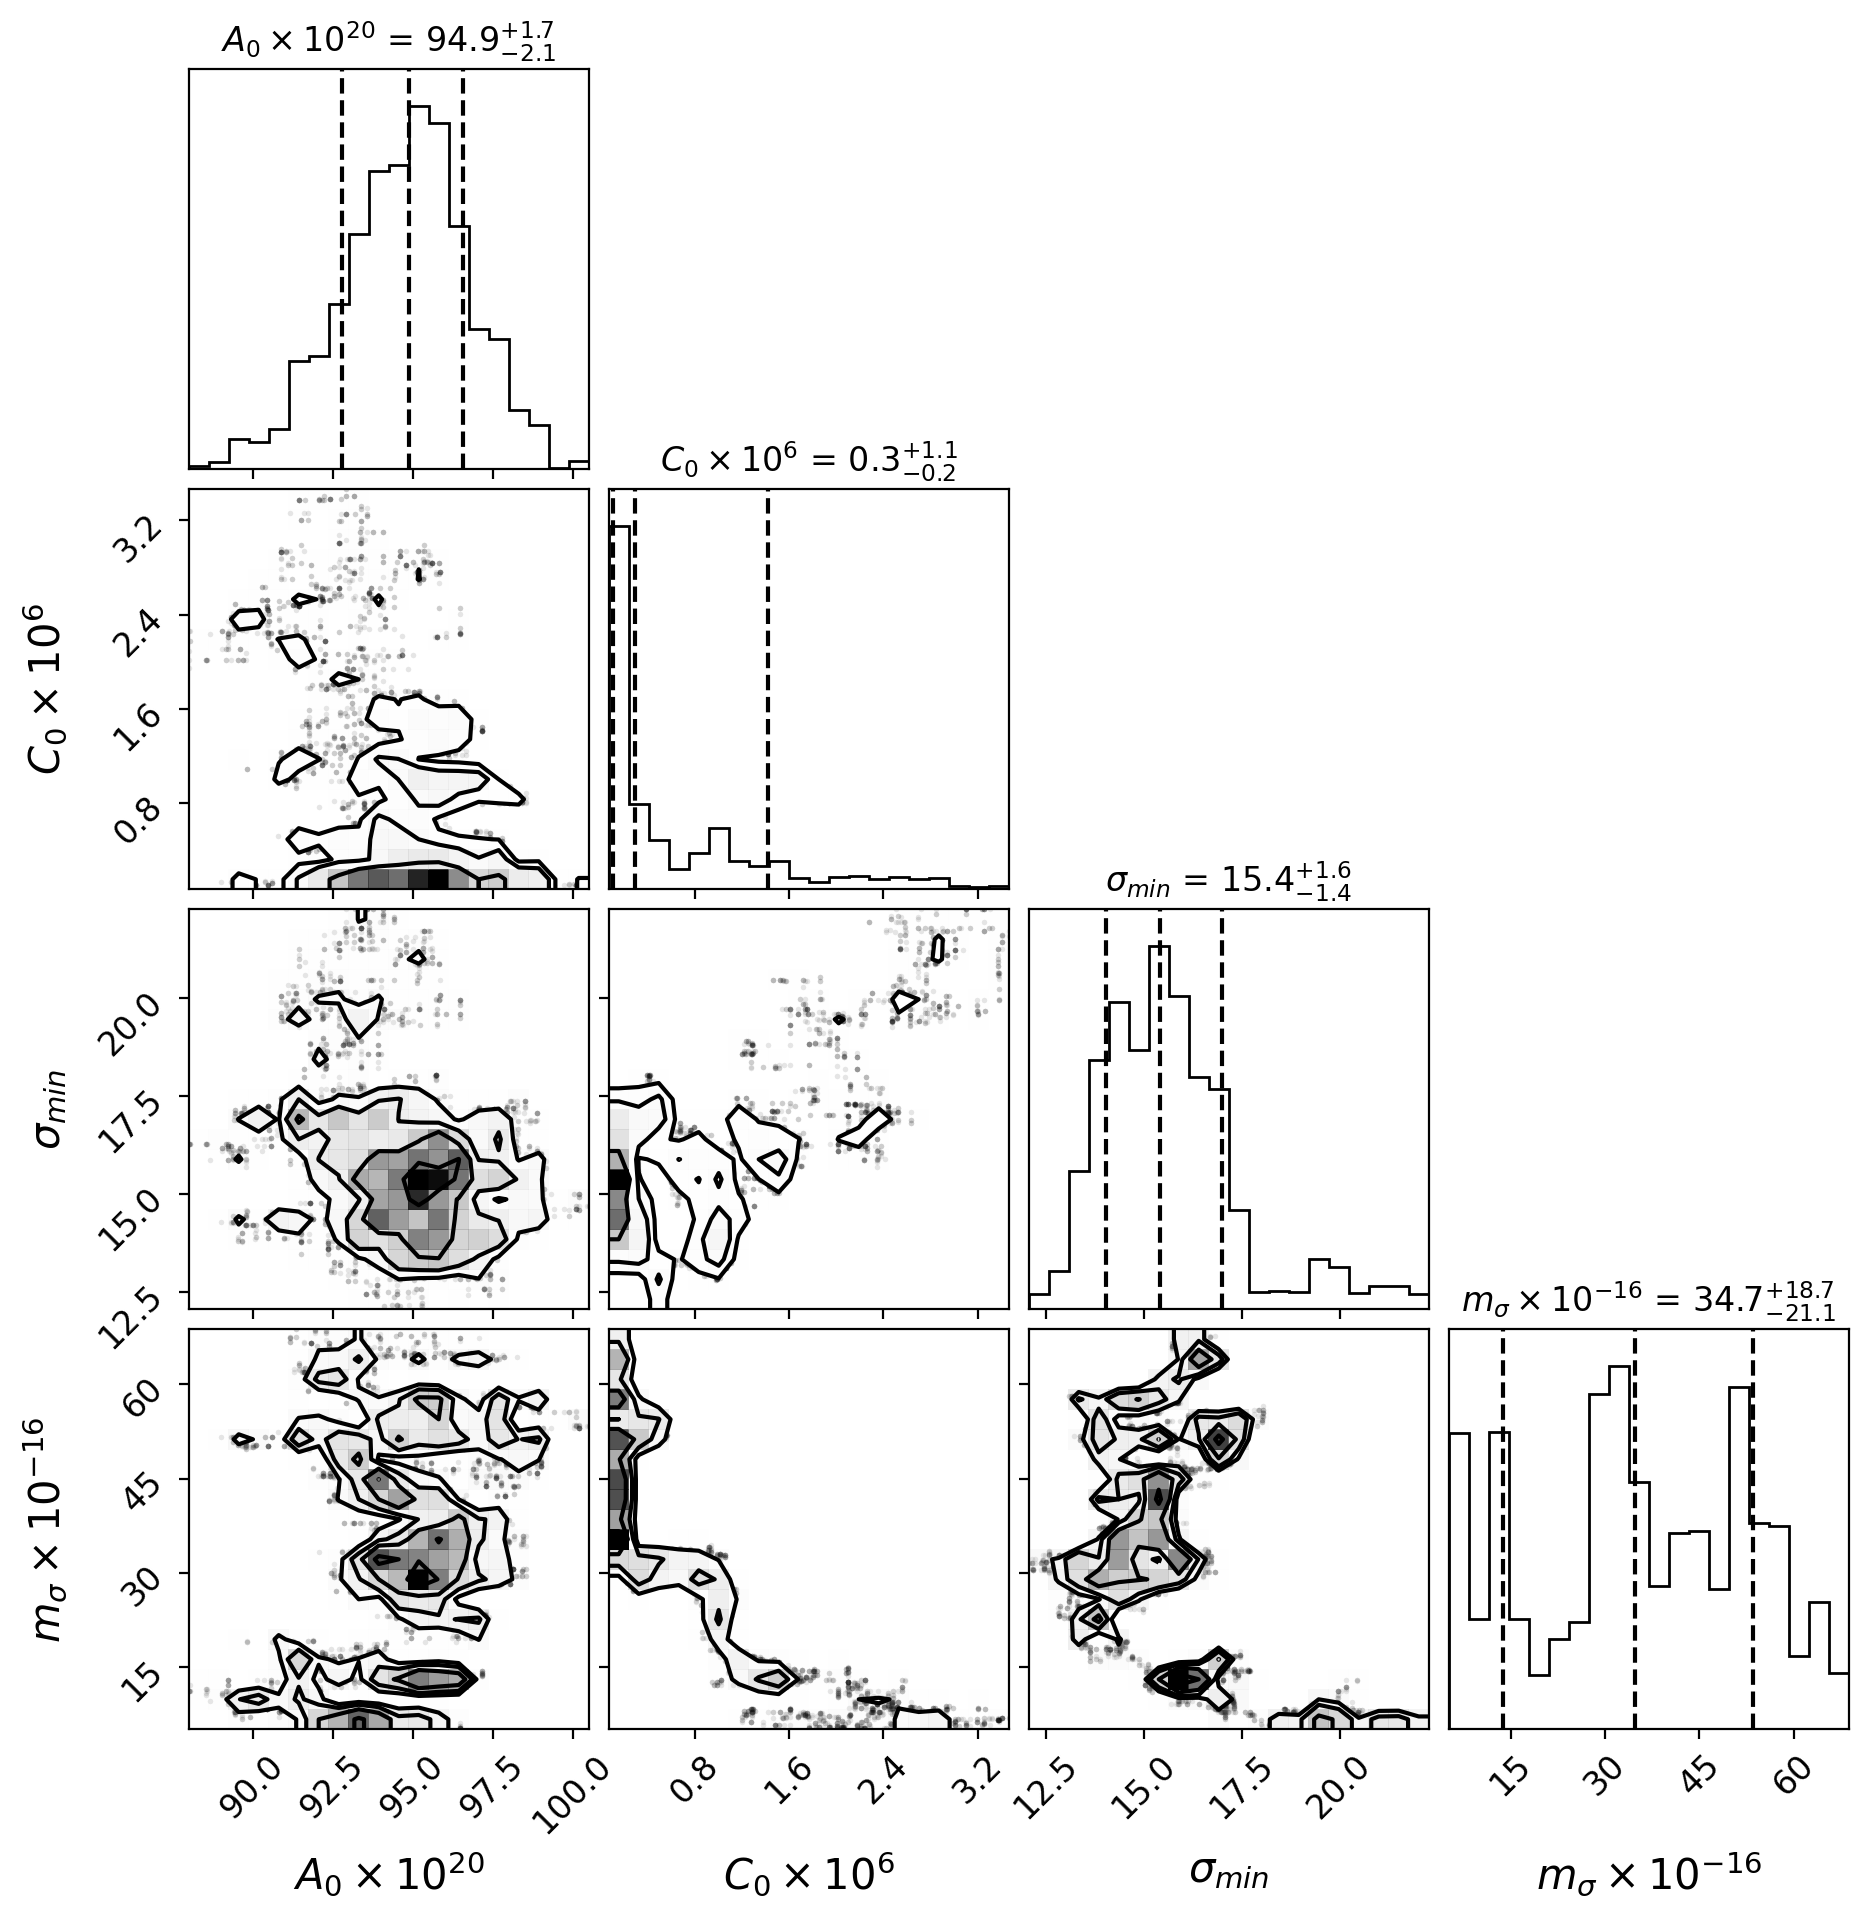 A₀ × 10²⁰ = 94.9⁺¹·⁷₋₂.₁
C₀ × 10⁶ = 0.3⁺¹·¹₋₀.₂
3.2
2.4
1.6
0.8
C₀ × 10⁶
σ_min = 15.4⁺¹·⁶₋₁.₄
20.0
17.5
15.0
12.5
σ_min
m_σ × 10⁻¹⁶ = 34.7⁺¹⁸·⁷₋₂₁.₁
60
45
30
15
m_σ × 10⁻¹⁶
90.0 92.5 95.0 97.5 100.0 0.8 1.6 2.4 3.2 12.5 15.0 17.5 20.0 15 30 45 60
A₀ × 10²⁰ C₀ × 10⁶ σ_min m_σ × 10⁻¹⁶